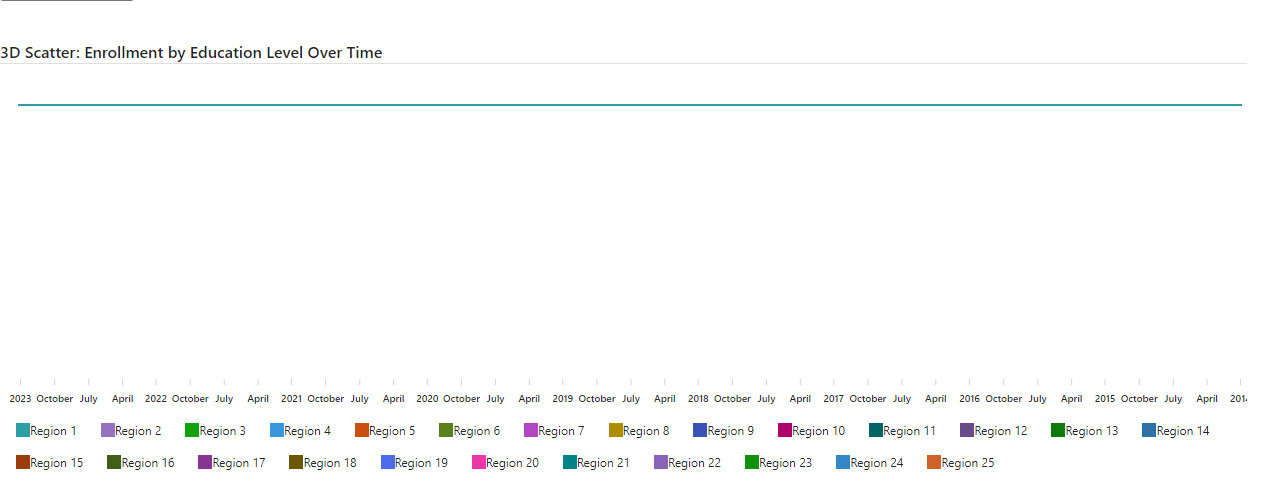 3D Scatter: Enrollment by Education Level Over Time
2023 October July April 2022 October July April 2021 October July April 2020 October July April 2019 October July April 2018 October July April 2017 October July April 2016 October July April 2015 October July April 2014
Region 1 Region 2 Region 3 Region 4 Region 5 Region 6 Region 7 Region 8 Region 9 Region 10 Region 11 Region 12 Region 13 Region 14
Region 15 Region 16 Region 17 Region 18 Region 19 Region 20 Region 21 Region 22 Region 23 Region 24 Region 25